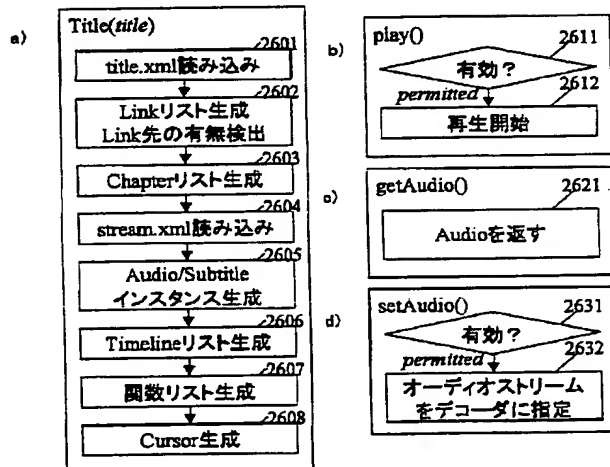 a)
Title(title)
2601
title.xml読み込み
2602
Linkリスト生成
Link先の有無検出
2603
Chapterリスト生成
2604
stream.xml読み込み
2605
Audio/Subtitle
インスタンス生成
2606
Timelineリスト生成
2607
関数リスト生成
2608
Cursor生成
b)
play()
2611
有効？
permitted
2612
再生開始
c)
getAudio()
2621
Audioを返す
d)
setAudio()
2631
有効？
permitted
2632
オーディオストリーム
をデコーダに指定